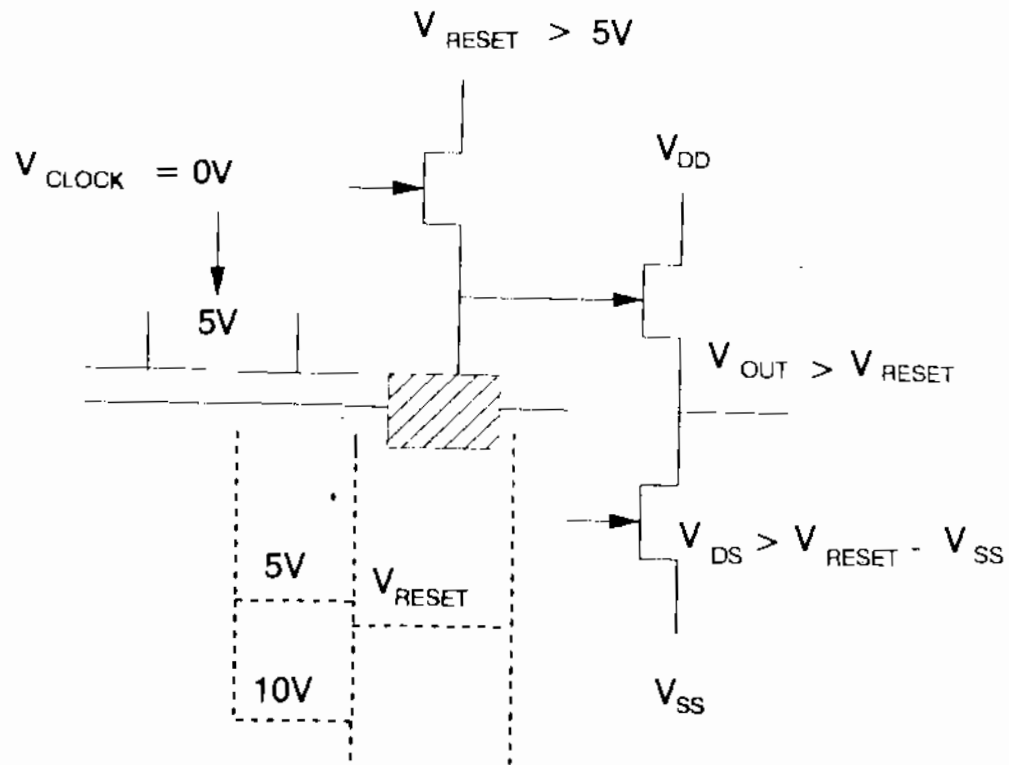 V RESET > 5V
V CLOCK = 0V
V DD
5V
V OUT > V RESET
5V
V RESET
V DS > V RESET - V SS
10V
V SS